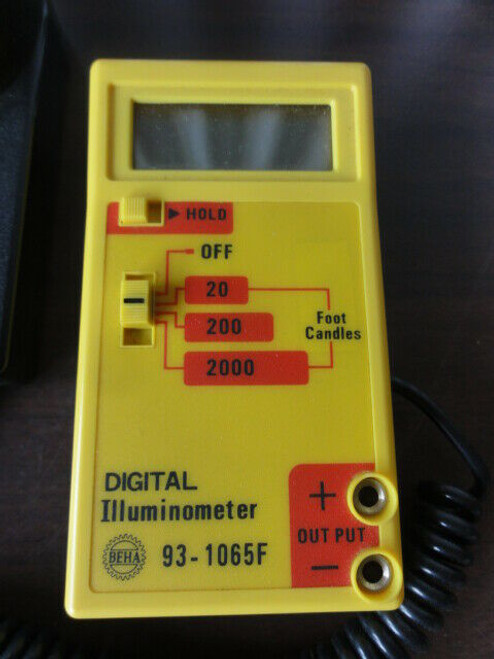 ▶ HOLD
OFF
20
200
2000
Foot
Candles
DIGITAL
Illuminometer
BEHA
93-1065F
+
OUT PUT
−